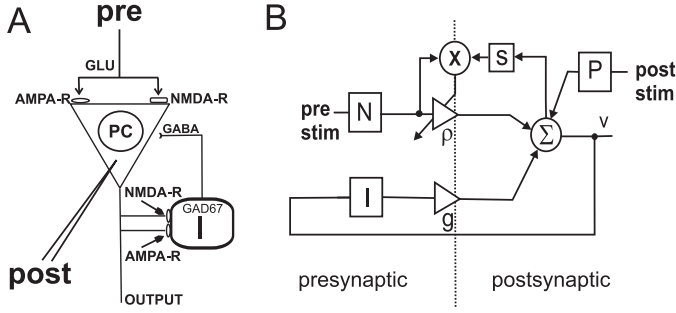 A
pre
GLU
AMPA-R
NMDA-R
PC
GABA
NMDA-R
GAD67
I
AMPA-R
post
OUTPUT
B
X
S
P
post
stim
pre
stim
N
ρ
Σ
v
I
g
presynaptic
postsynaptic